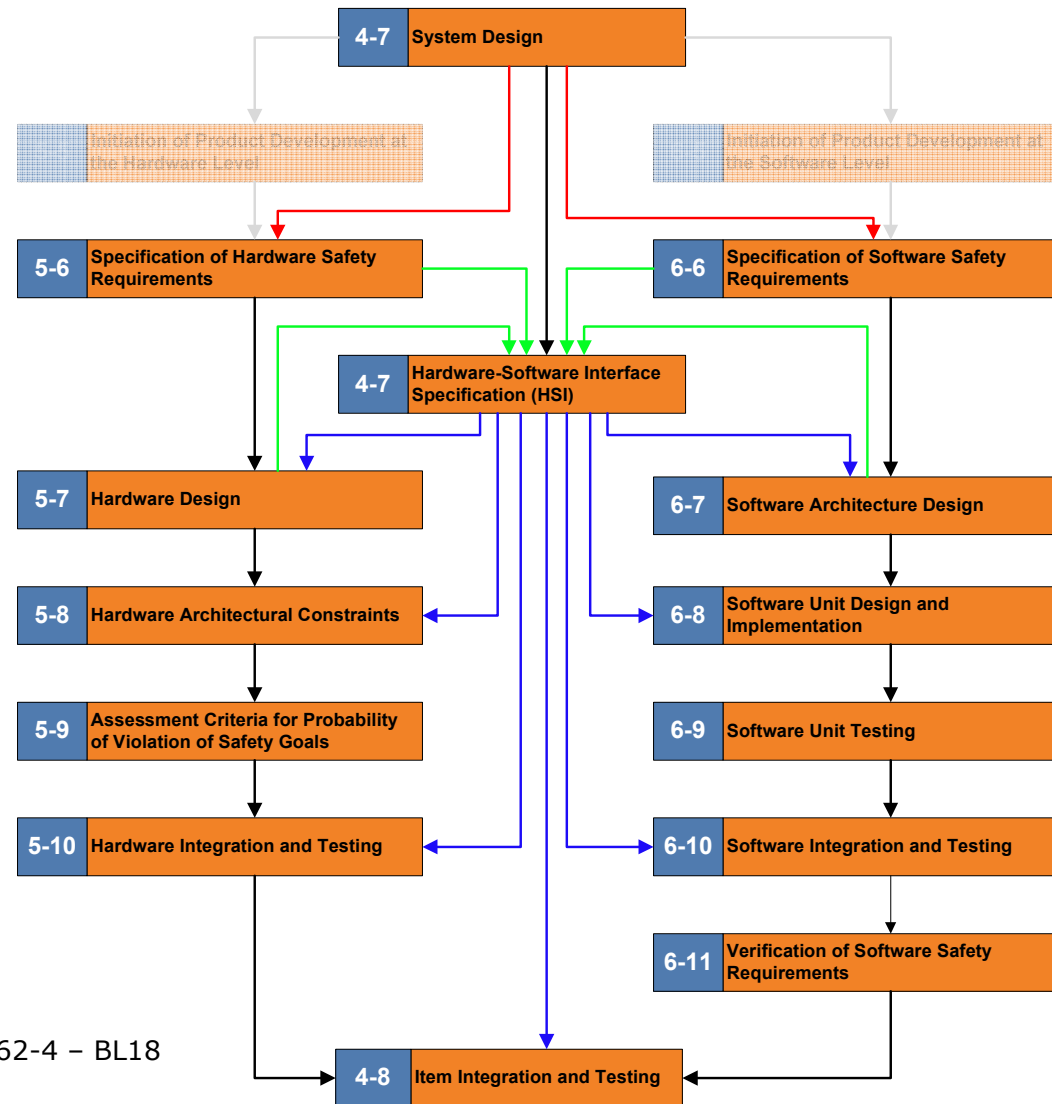 4-7 System Design
Initiation of Product Development at
the Hardware Level
Initiation of Product Development at
the Software Level
5-6 Specification of Hardware Safety
Requirements
6-6 Specification of Software Safety
Requirements
4-7 Hardware-Software Interface
Specification (HSI)
5-7 Hardware Design
6-7 Software Architecture Design
5-8 Hardware Architectural Constraints
6-8 Software Unit Design and
Implementation
5-9 Assessment Criteria for Probability
of Violation of Safety Goals
6-9 Software Unit Testing
5-10 Hardware Integration and Testing
6-10 Software Integration and Testing
6-11 Verification of Software Safety
Requirements
62-4 – BL18
4-8 Item Integration and Testing